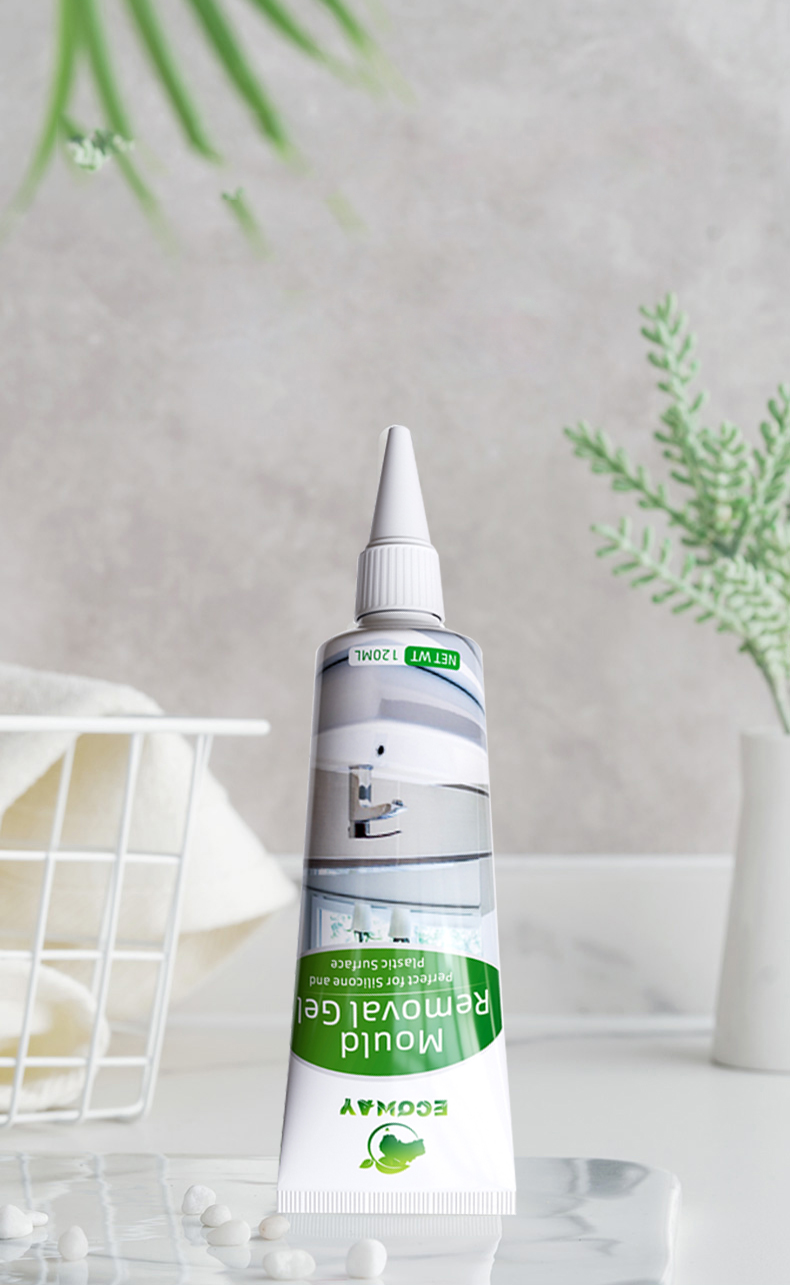 ECOWAY
Mould
Removal Gel
Perfect for Silicone and
Plastic Surface
NET WT 120ML